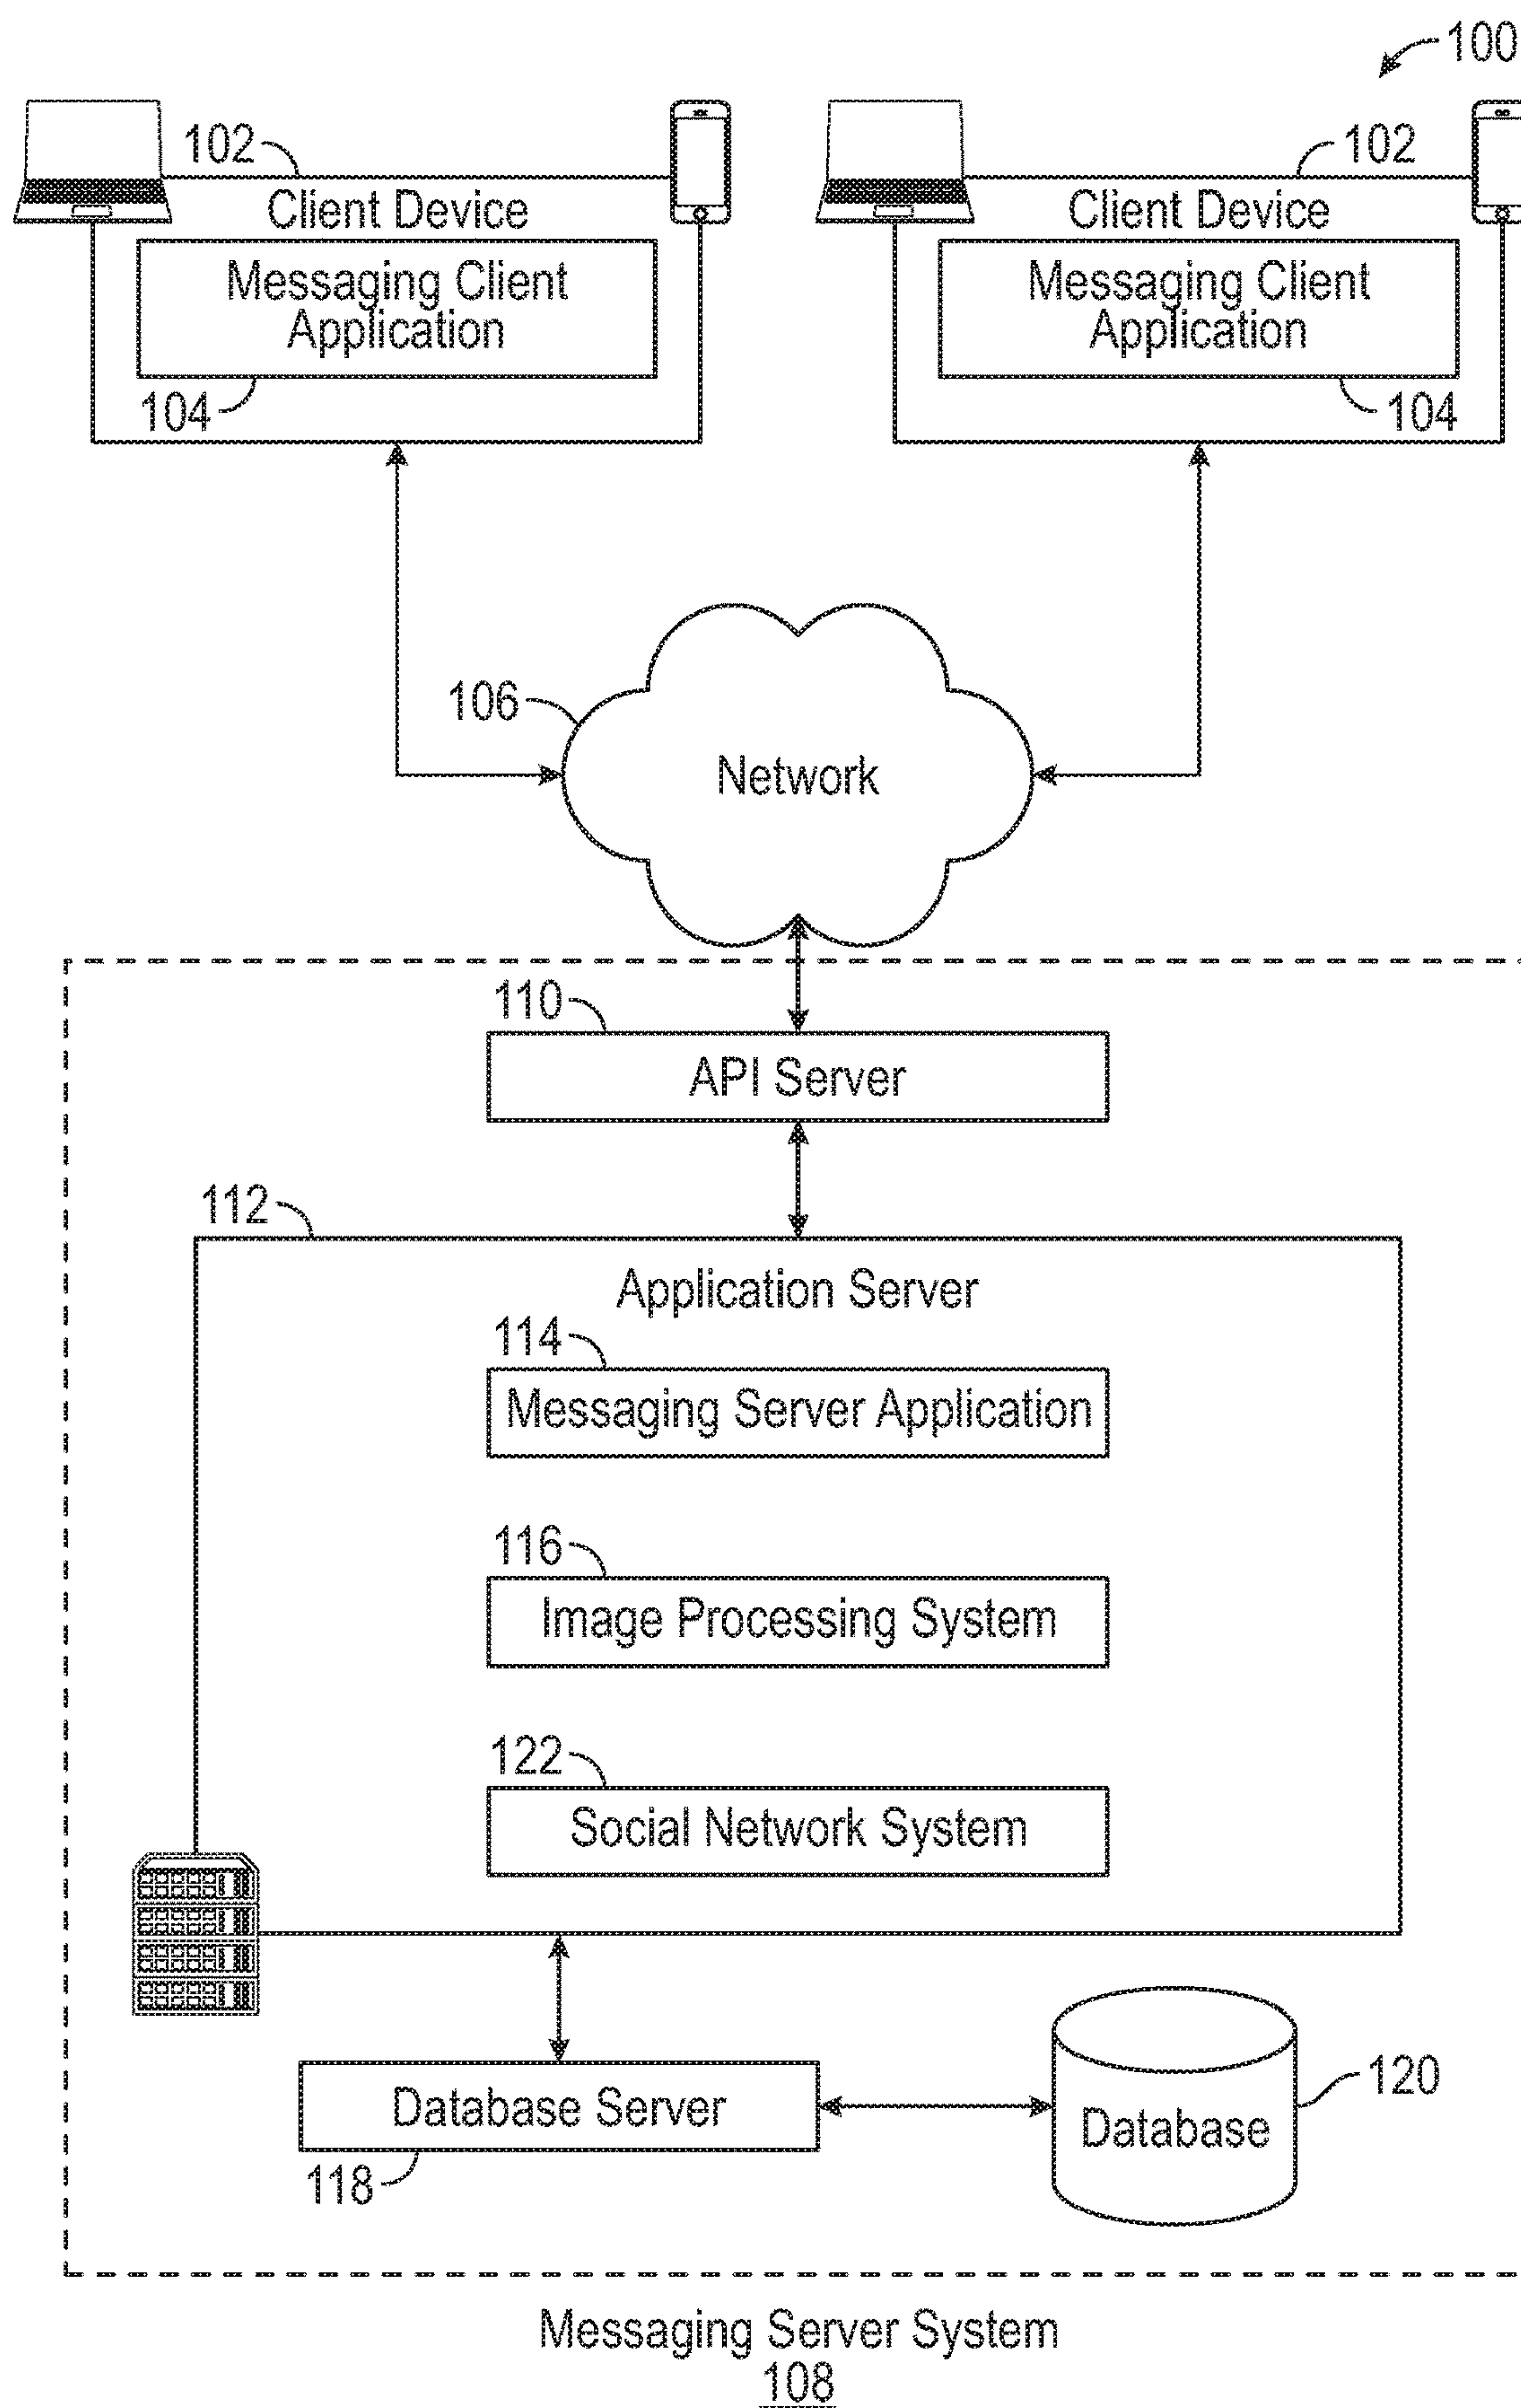 100
102
102
Client Device
Client Device
Messaging Client
Application
Messaging Client
Application
104
104
106
Network
110
API Server
112
Application Server
114
Messaging Server Application
116
Image Processing System
122
Social Network System
Database Server
118
Database
120
Messaging Server System
108